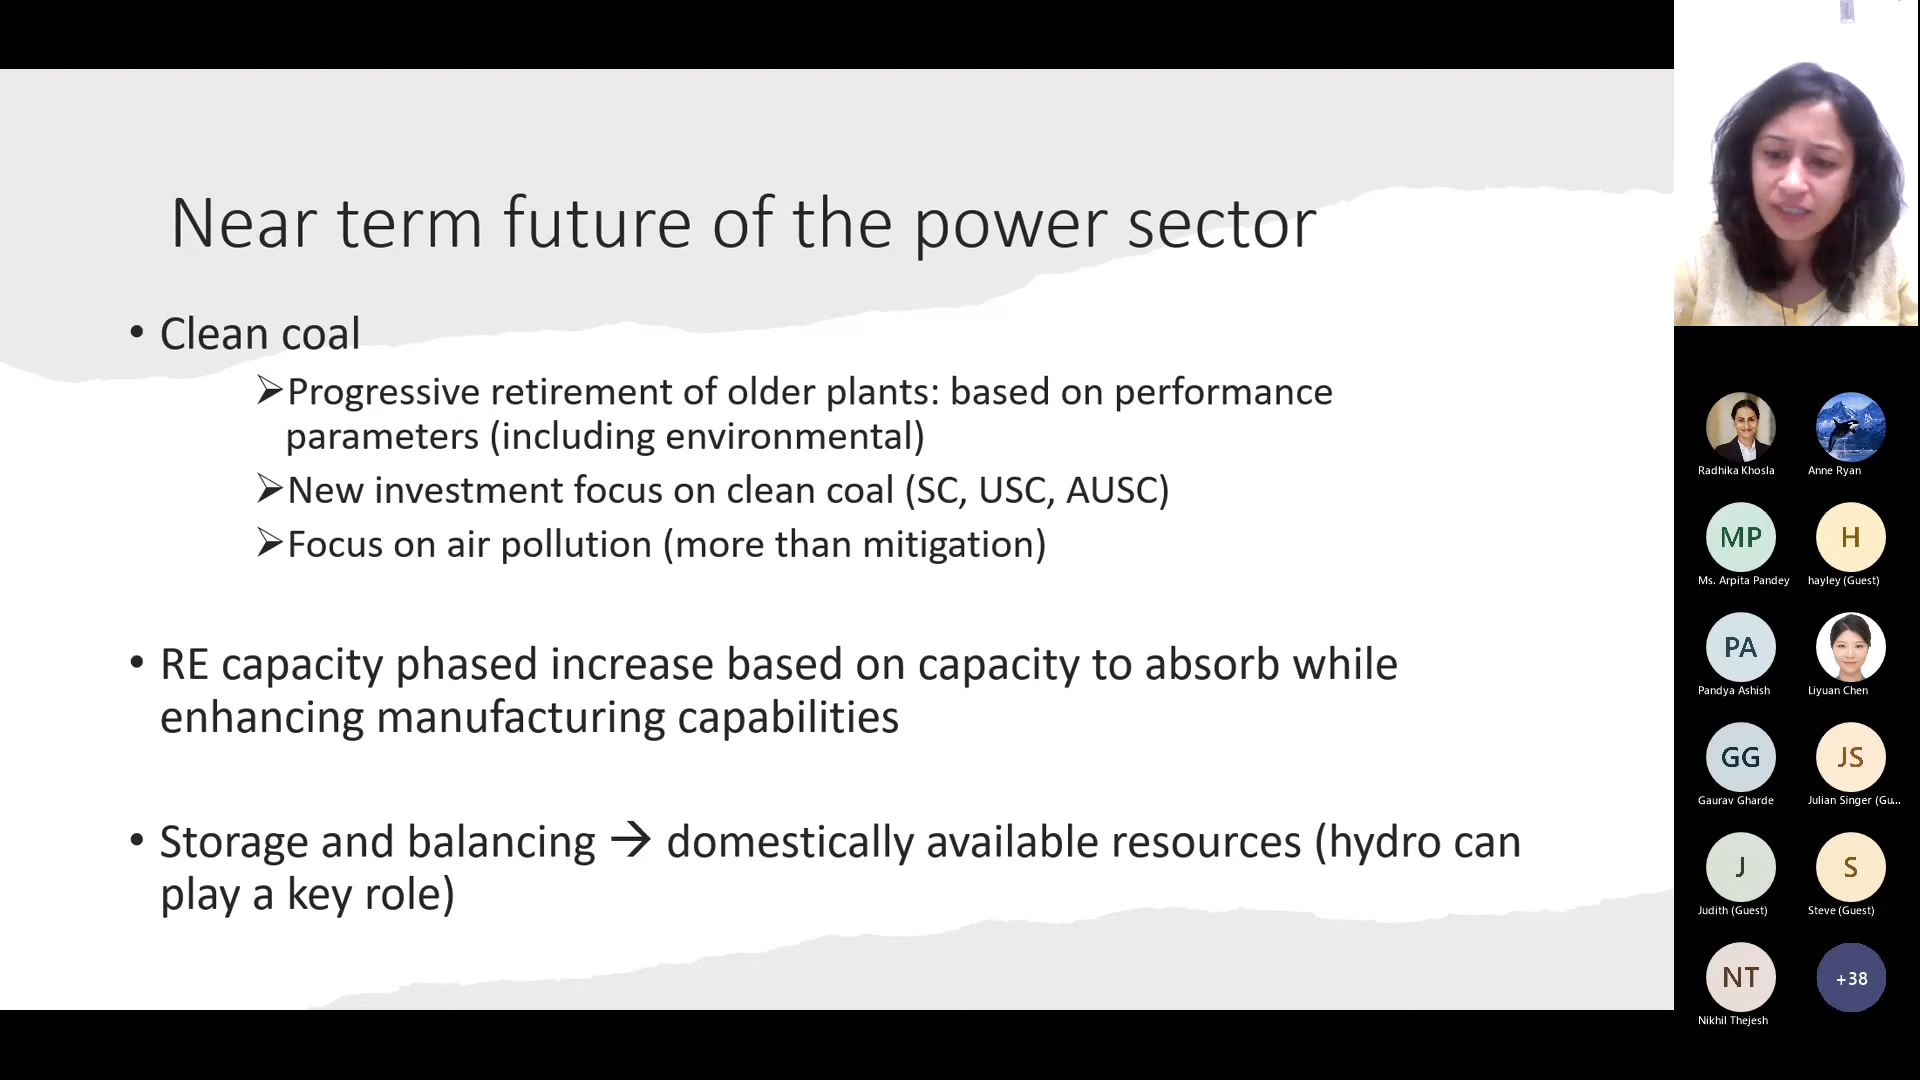 Near term future of the power sector
• Clean coal
➢Progressive retirement of older plants: based on performance
parameters (including environmental)
➢New investment focus on clean coal (SC, USC, AUSC)
➢Focus on air pollution (more than mitigation)
• RE capacity phased increase based on capacity to absorb while
enhancing manufacturing capabilities
• Storage and balancing → domestically available resources (hydro can
play a key role)
Radhika Khosla
Anne Ryan
MP
H
Ms. Arpita Pandey
hayley (Guest)
PA
Pandya Ashish
Liyuan Chen
GG
JS
Gaurav Gharde
Julian Singer (Gu...
J
S
Judith (Guest)
Steve (Guest)
NT
+38
Nikhil Thejesh